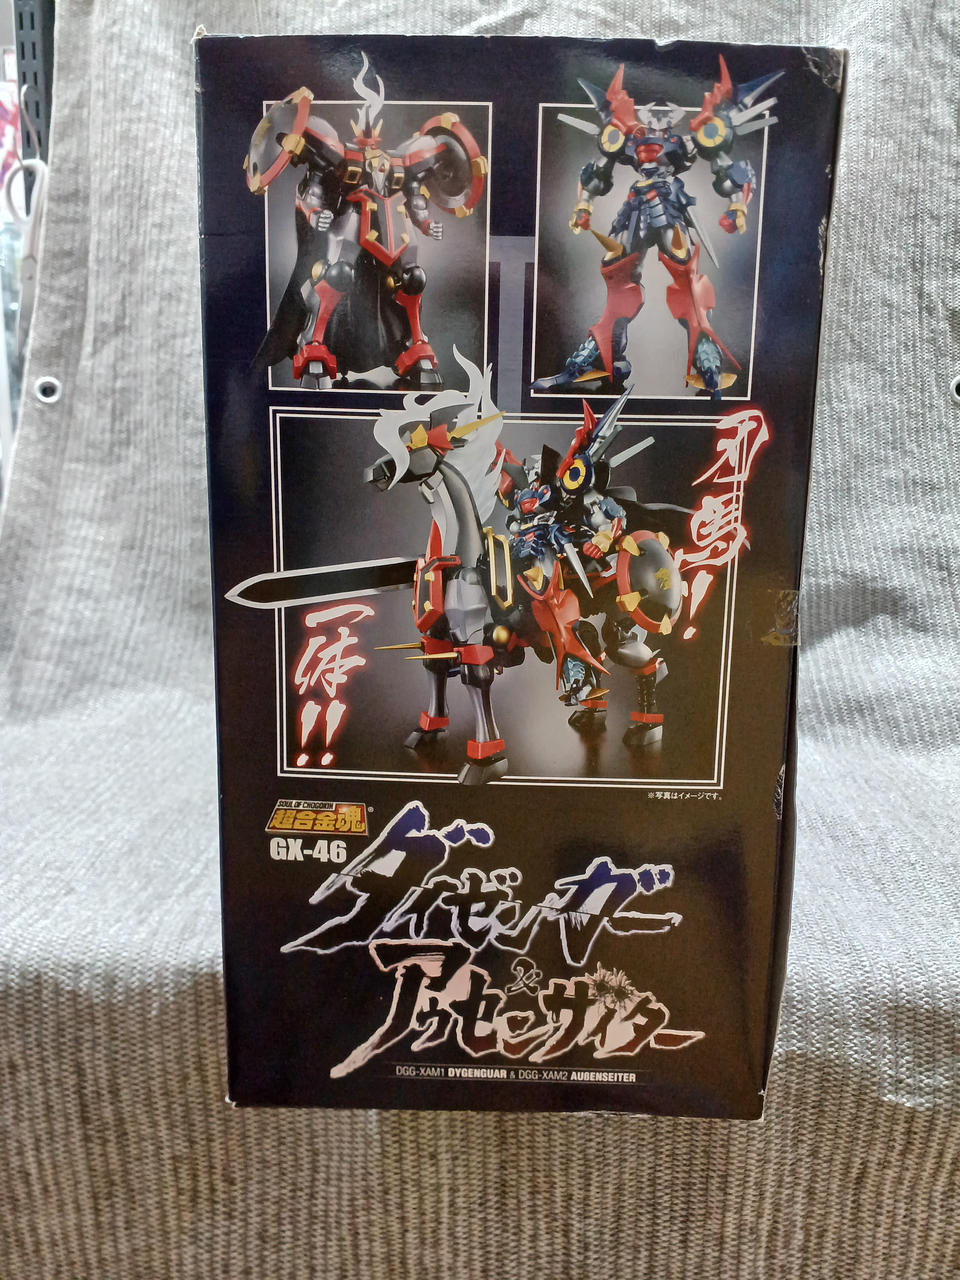 刃馬!!
一体!!
※写真はイメージです。
SOUL OF CHOGOKIN
超合金魂
®
GX-46
ダイゼンガー
&
アウセンザイター
DGG-XAM1 DYGENGUAR & DGG-XAM2 AUßENSEITER